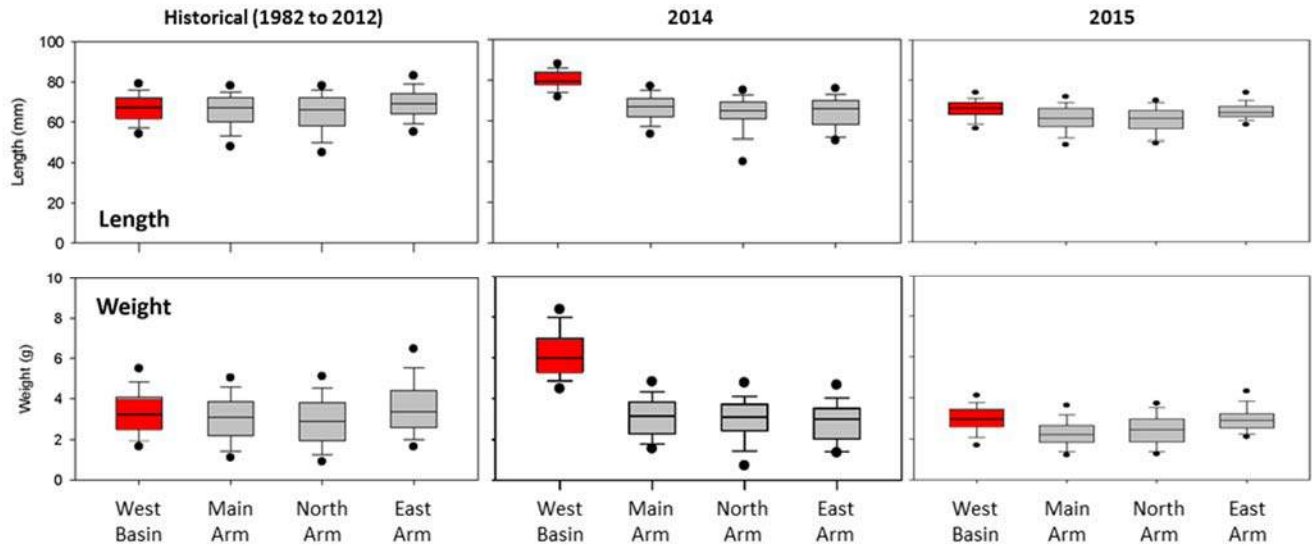 Historical (1982 to 2012)
2014
2015
Length (mm)
100
80
60
40
20
0
Length
Weight (g)
10
8
6
4
2
0
Weight
West
Basin
Main
Arm
North
Arm
East
Arm
West
Basin
Main
Arm
North
Arm
East
Arm
West
Basin
Main
Arm
North
Arm
East
Arm